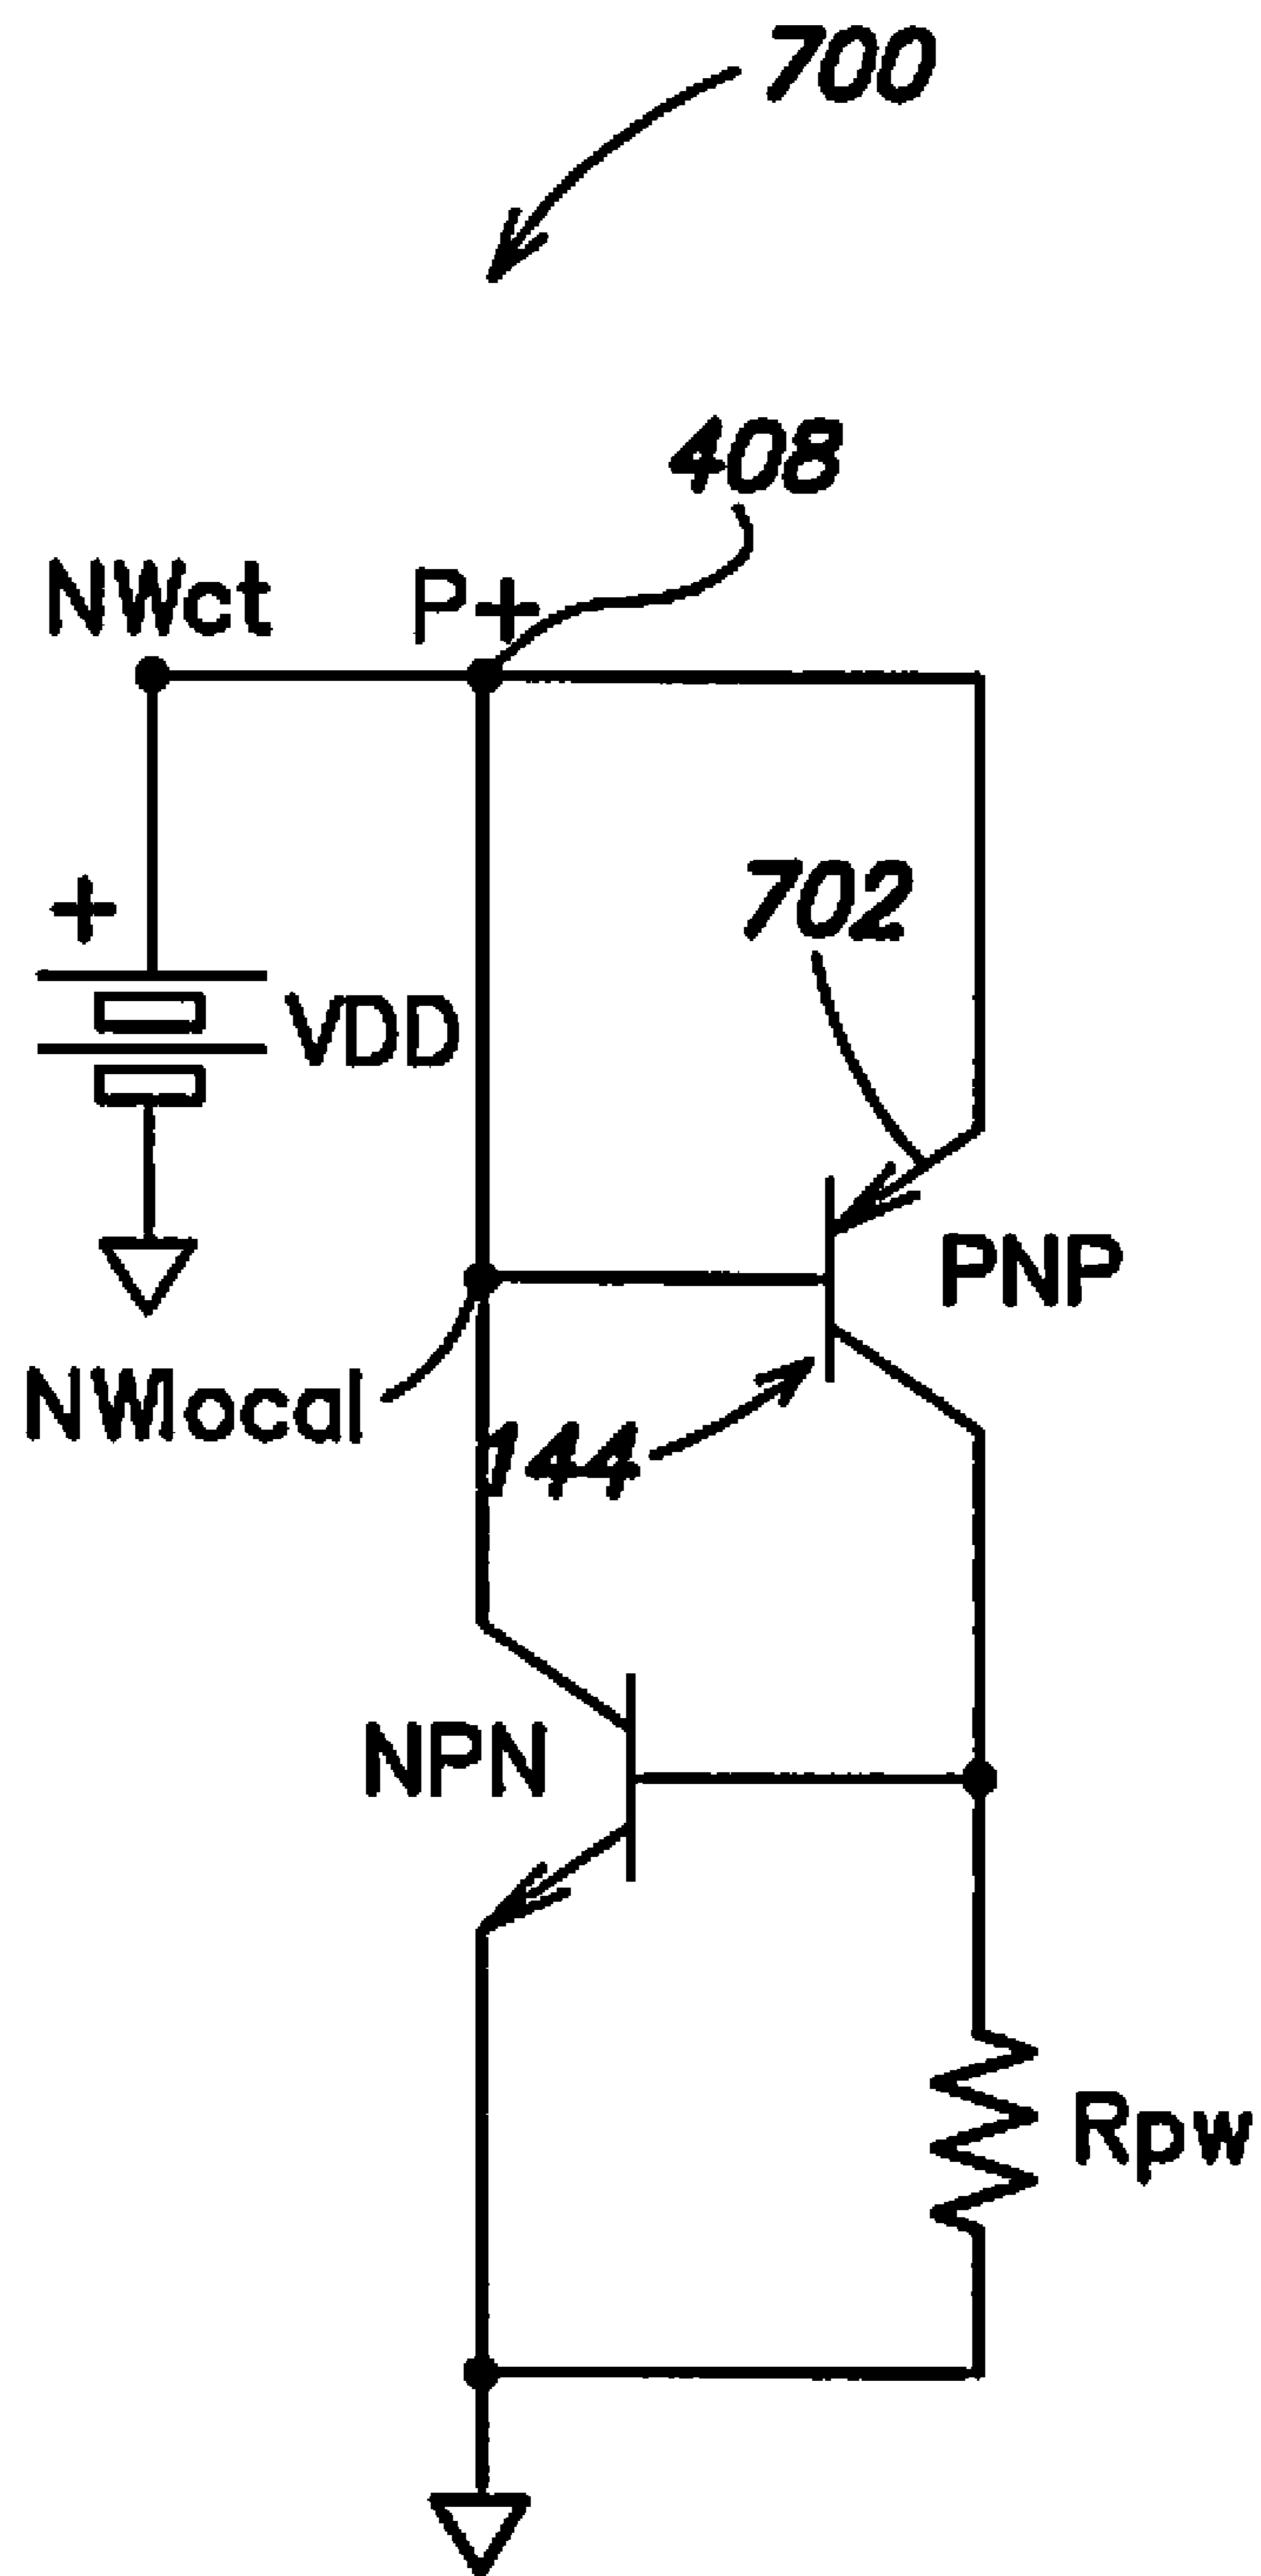 700
408
NWct
P+
702
+
VDD
PNP
NWlocal
144
NPN
Rpw